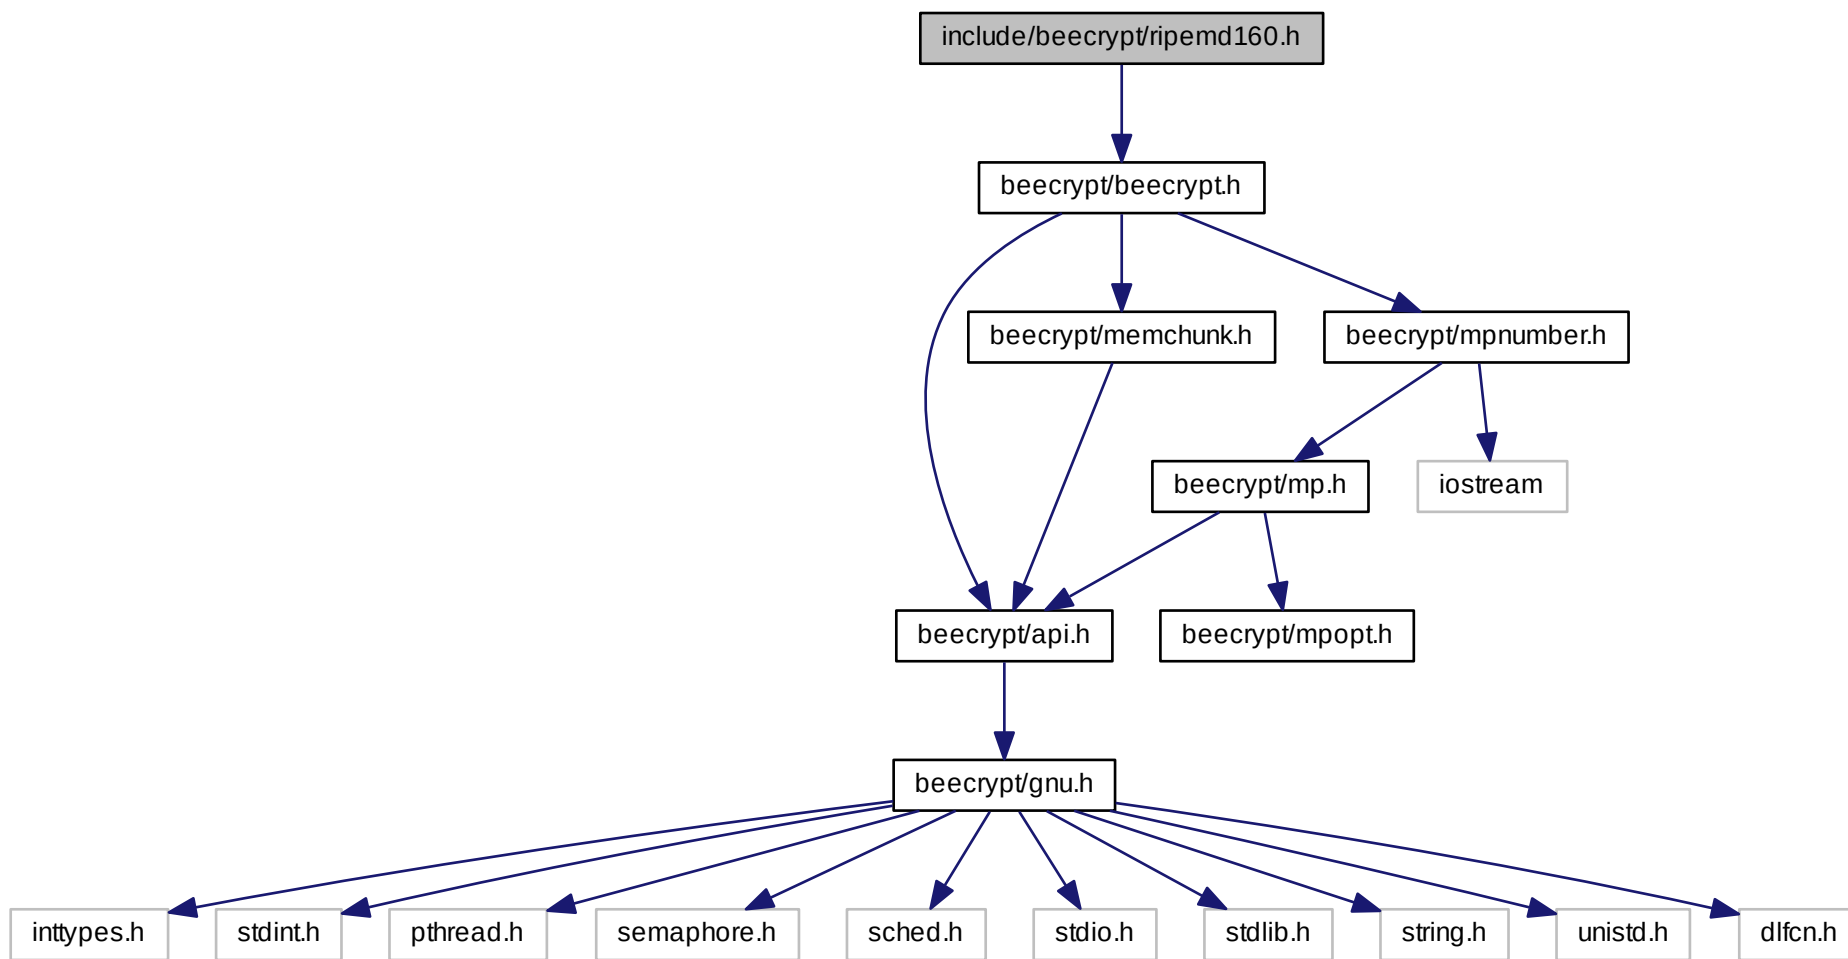 include/beecrypt/ripemd160.h
beecrypt/beecrypt.h
beecrypt/memchunk.h
beecrypt/mpnumber.h
beecrypt/mp.h
iostream
beecrypt/api.h
beecrypt/mpopt.h
beecrypt/gnu.h
inttypes.h
stdint.h
pthread.h
semaphore.h
sched.h
stdio.h
stdlib.h
string.h
unistd.h
dlfcn.h